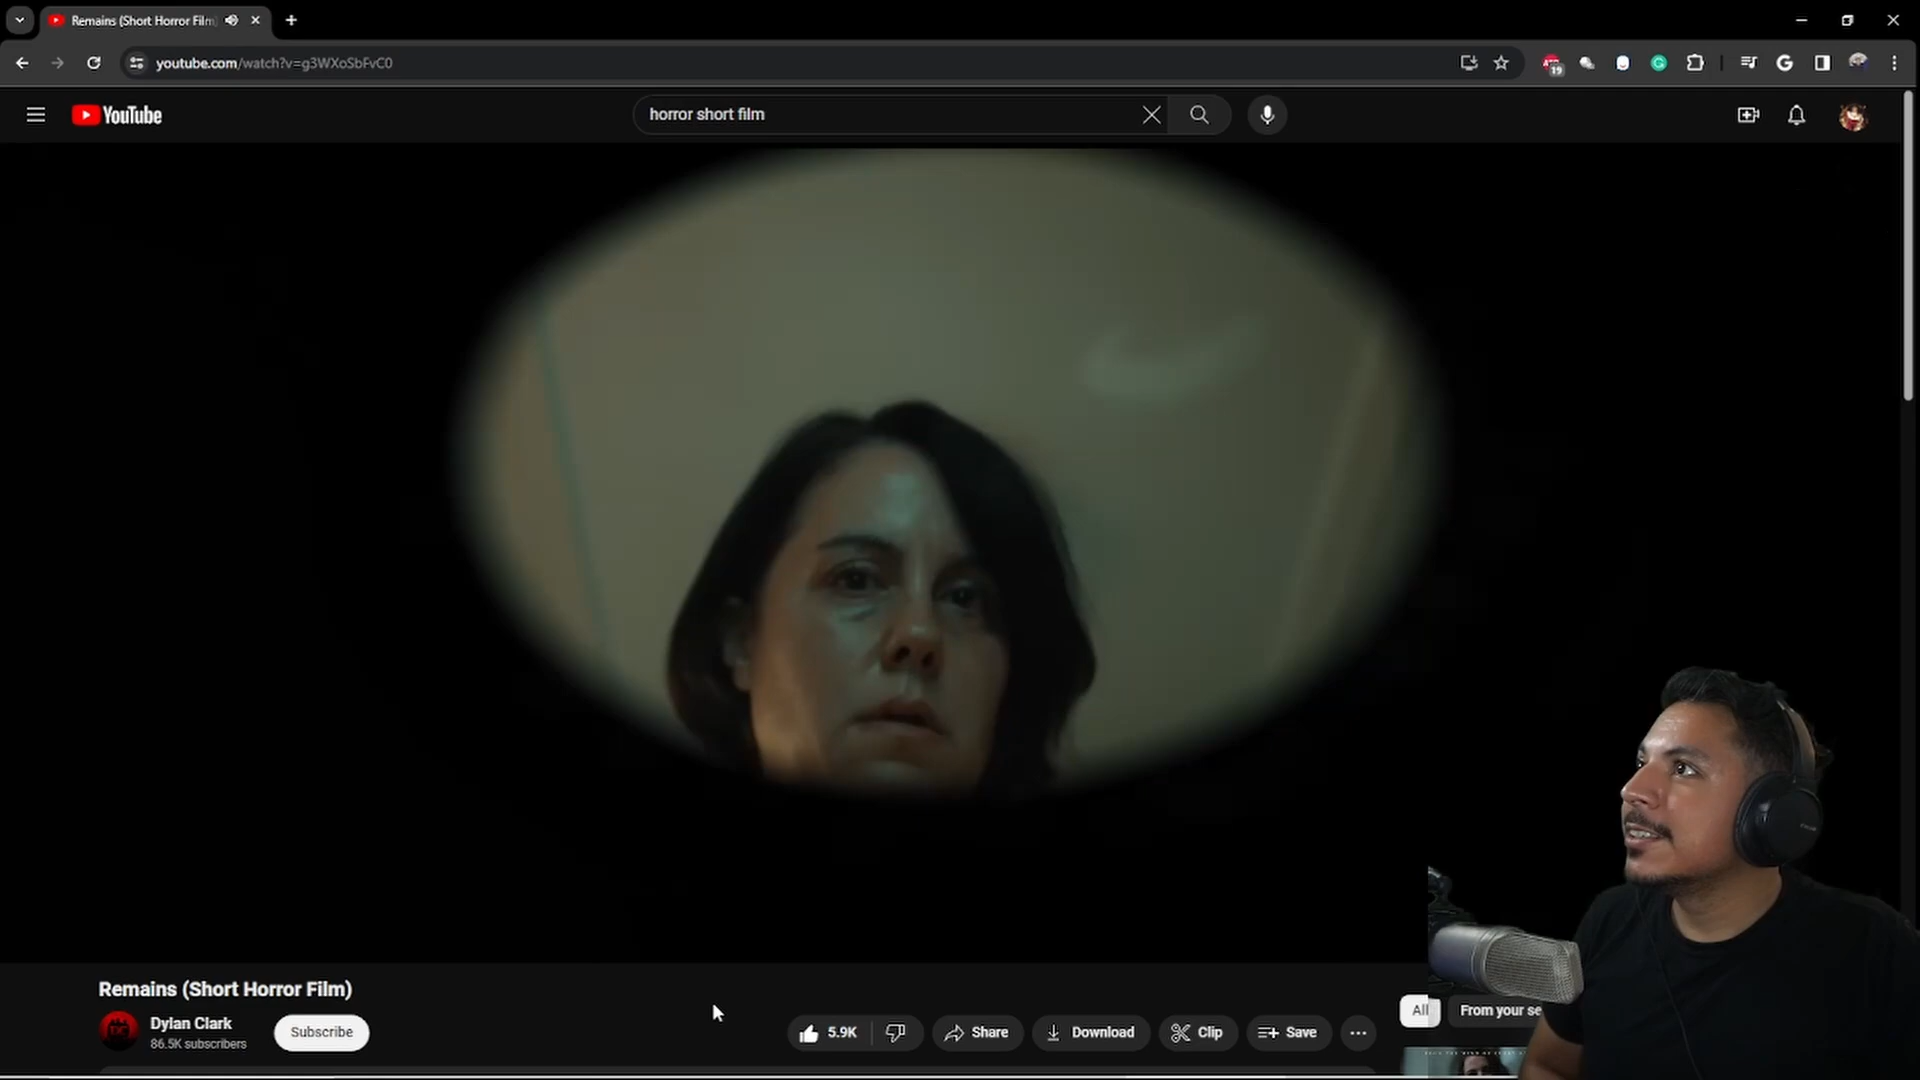 Remains (Short Horror Film)
youtube.com/watch?v=g3WXoSbFvC0
19
YouTube
horror short film
Remains (Short Horror Film)
Dylan Clark
86.5K subscribers
Subscribe
5.9K
Share
Download
Clip
Save
All
From your se